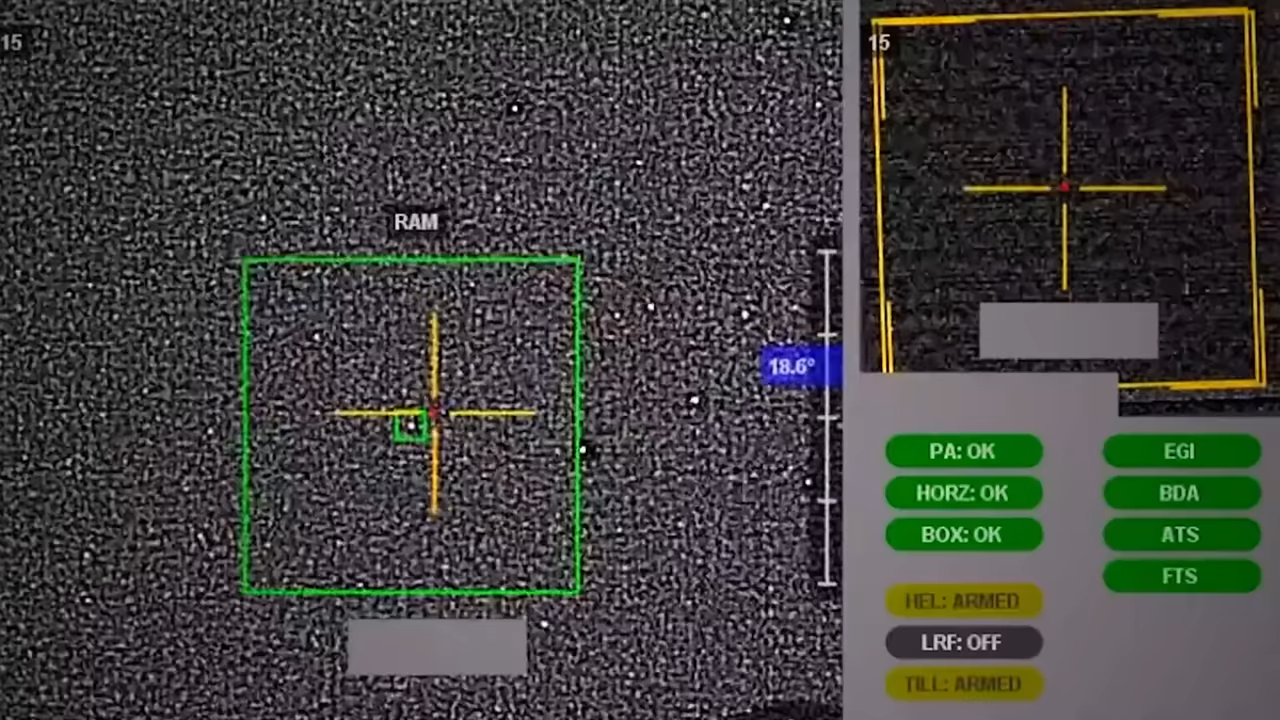 15
RAM
18.6°
15
PA: OK
HORZ: OK
BOX: OK
HEL: ARMED
LRF: OFF
TILL: ARMED
EGI
BDA
ATS
FTS